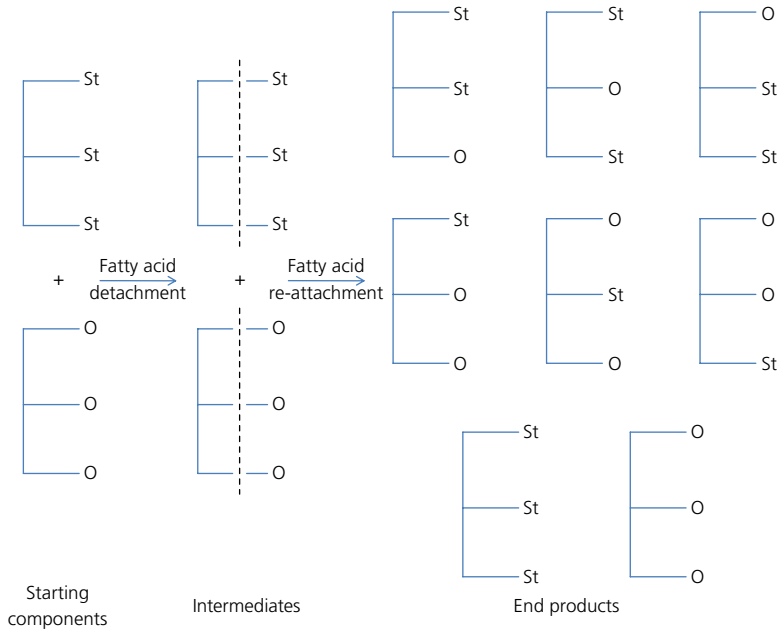 St
St
St
+
O
O
O
Fatty acid
detachment
St
St
St
+
O
O
O
Fatty acid
re-attachment
St
St
O
St
O
St
O
St
St
St
O
O
O
St
O
O
O
St
St
St
St
O
O
O
Starting
components
Intermediates
End products